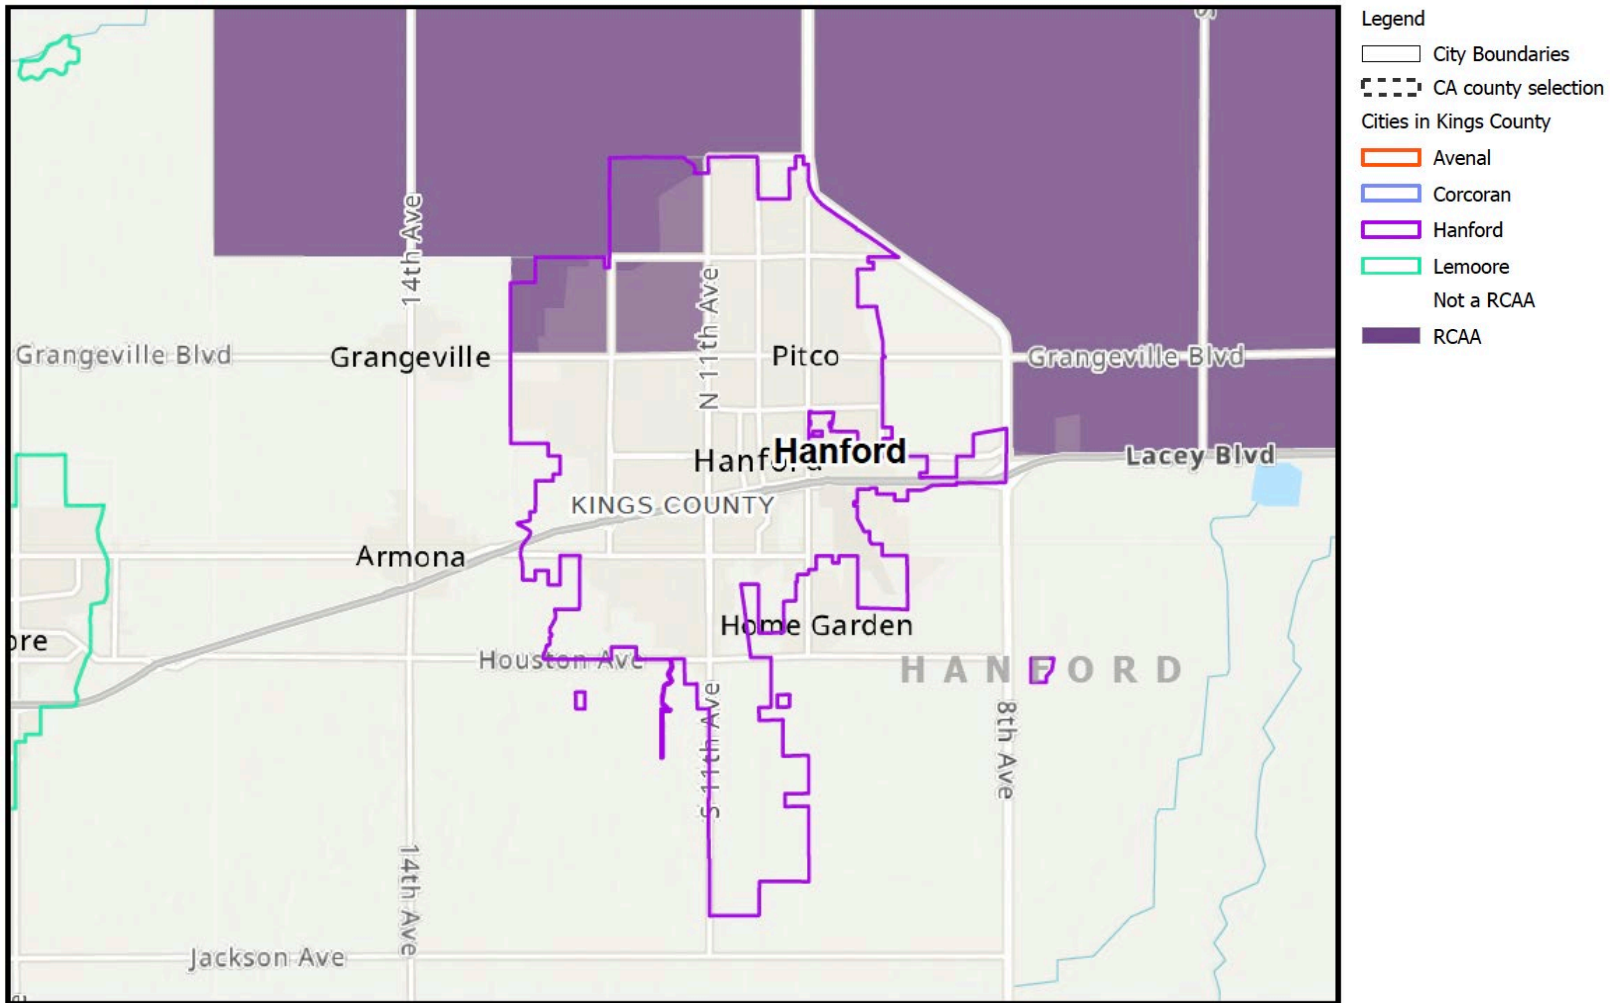 Legend
City Boundaries
CA county selection
Cities in Kings County
Avenal
Corcoran
Hanford
Lemoore
Not a RCAA
RCAA
14th Ave
N 11th Ave
Grangeville Blvd
Grangeville
Pitco
Grangeville Blvd
Hanford
Hanford
Lacey Blvd
KINGS COUNTY
Armona
Home Garden
ore
Houston Ave
HANFORD
S 11th Ave
8th Ave
14th Ave
Jackson Ave